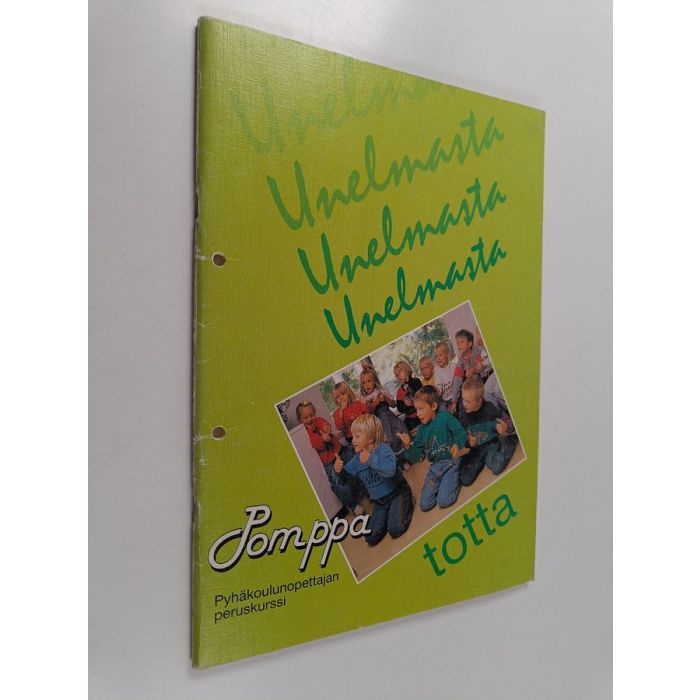 Unelmasta
Unelmasta
Unelmasta
Unelmasta
totta
Pomppa
Pyhäkoulunopettajan
peruskurssi